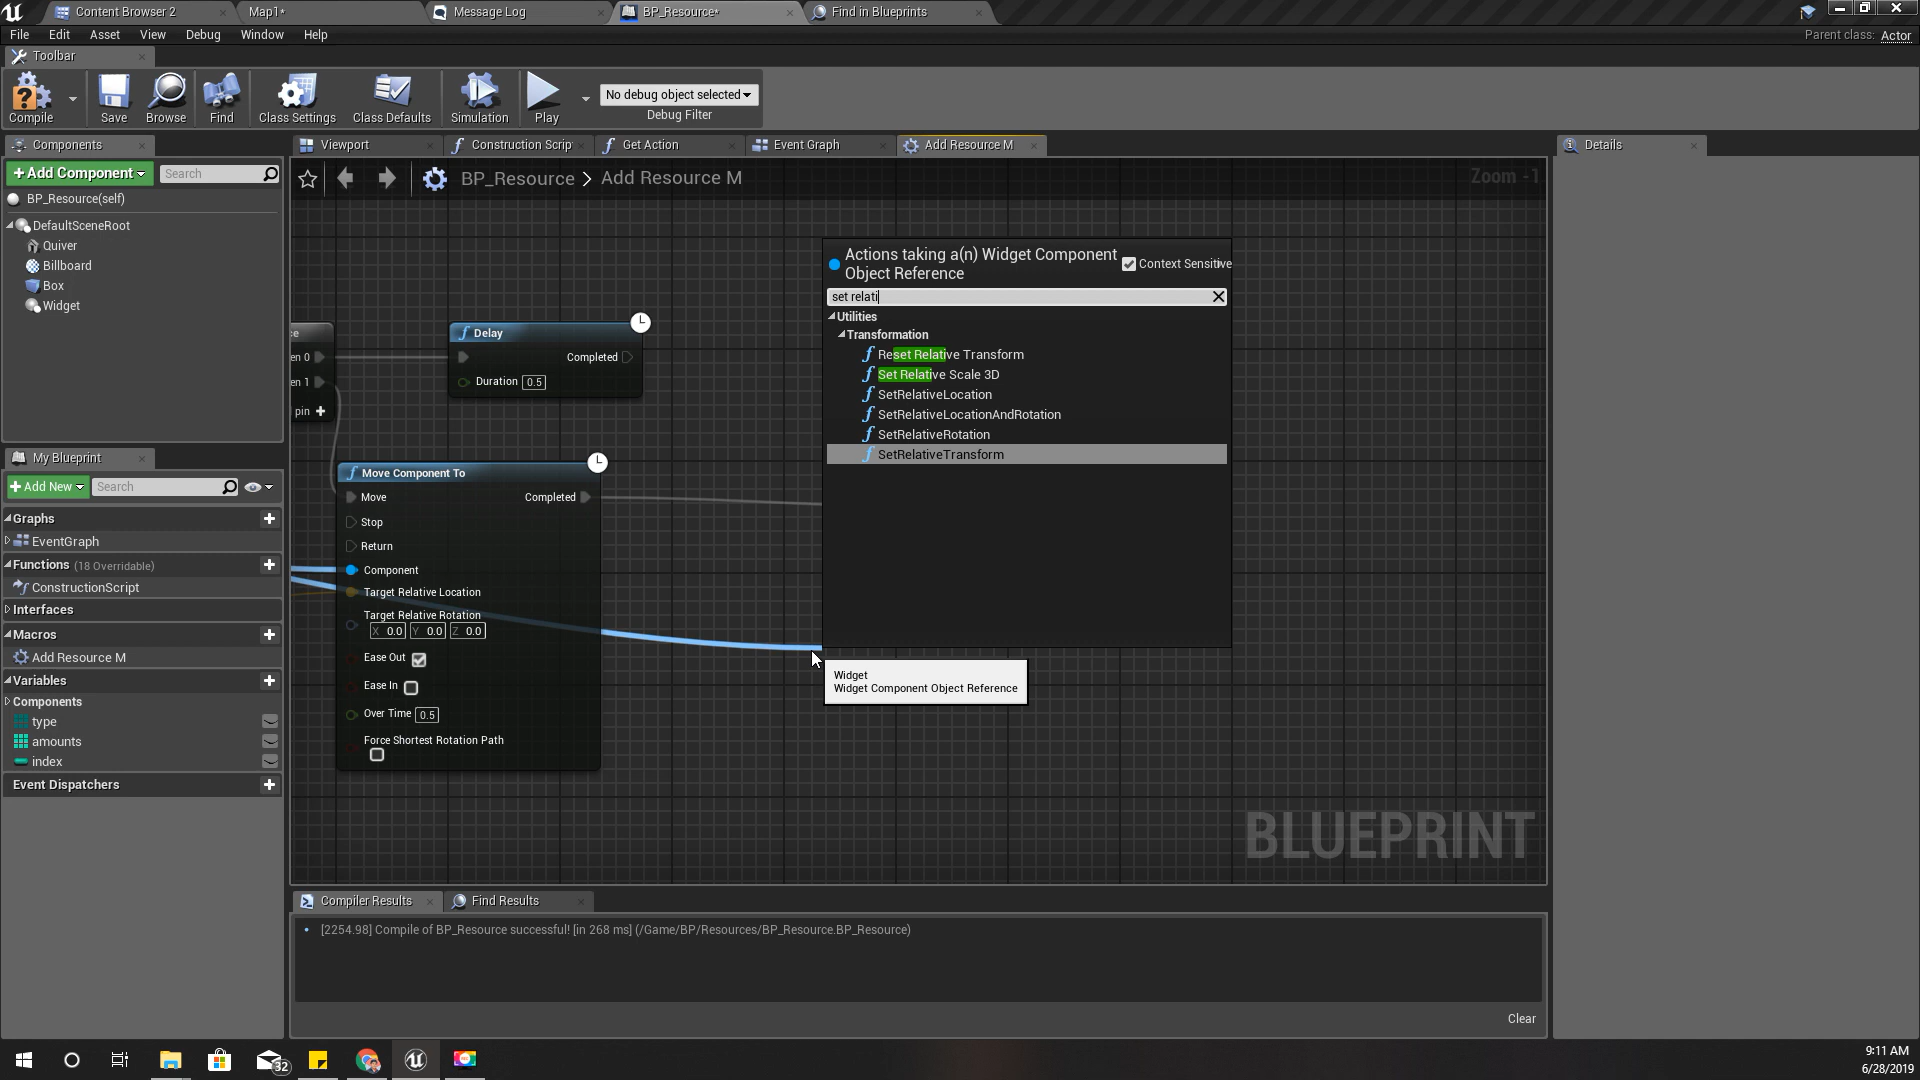 Content Browser 2
Map1*
Message Log
BP_Resource*
Find in Blueprints
File Edit Asset View Debug Window Help
Parent class: Actor
Toolbar
Compile
Save
Browse
Find
Class Settings
Class Defaults
Simulation
Play
No debug object selected
Debug Filter
Components
+Add Component
Search
BP_Resource(self)
DefaultSceneRoot
Quiver
Billboard
Box
Widget
My Blueprint
+Add New
Search
Graphs
EventGraph
Functions (18 Overridable)
ConstructionScript
Interfaces
Macros
Add Resource M
Variables
Components
type
amounts
index
Event Dispatchers
Viewport
Construction Scrip
Get Action
Event Graph
Add Resource M
BP_Resource > Add Resource M
Zoom -1
ce
en 0
en 1
pin +
Delay
Completed
Duration 0.5
Move Component To
Move Completed
Stop
Return
Component
Target Relative Location
Target Relative Rotation
X 0.0 Y 0.0 Z 0.0
Ease Out
Ease In
Over Time 0.5
Force Shortest Rotation Path
Actions taking a(n) Widget Component
Object Reference
Context Sensitive
set relati
Utilities
Transformation
Reset Relative Transform
Set Relative Scale 3D
SetRelativeLocation
SetRelativeLocationAndRotation
SetRelativeRotation
SetRelativeTransform
Widget
Widget Component Object Reference
BLUEPRINT
Compiler Results
Find Results
[2254.98] Compile of BP_Resource successful! [in 268 ms] (/Game/BP/Resources/BP_Resource.BP_Resource)
Clear
Details
32
9:11 AM
6/28/2019